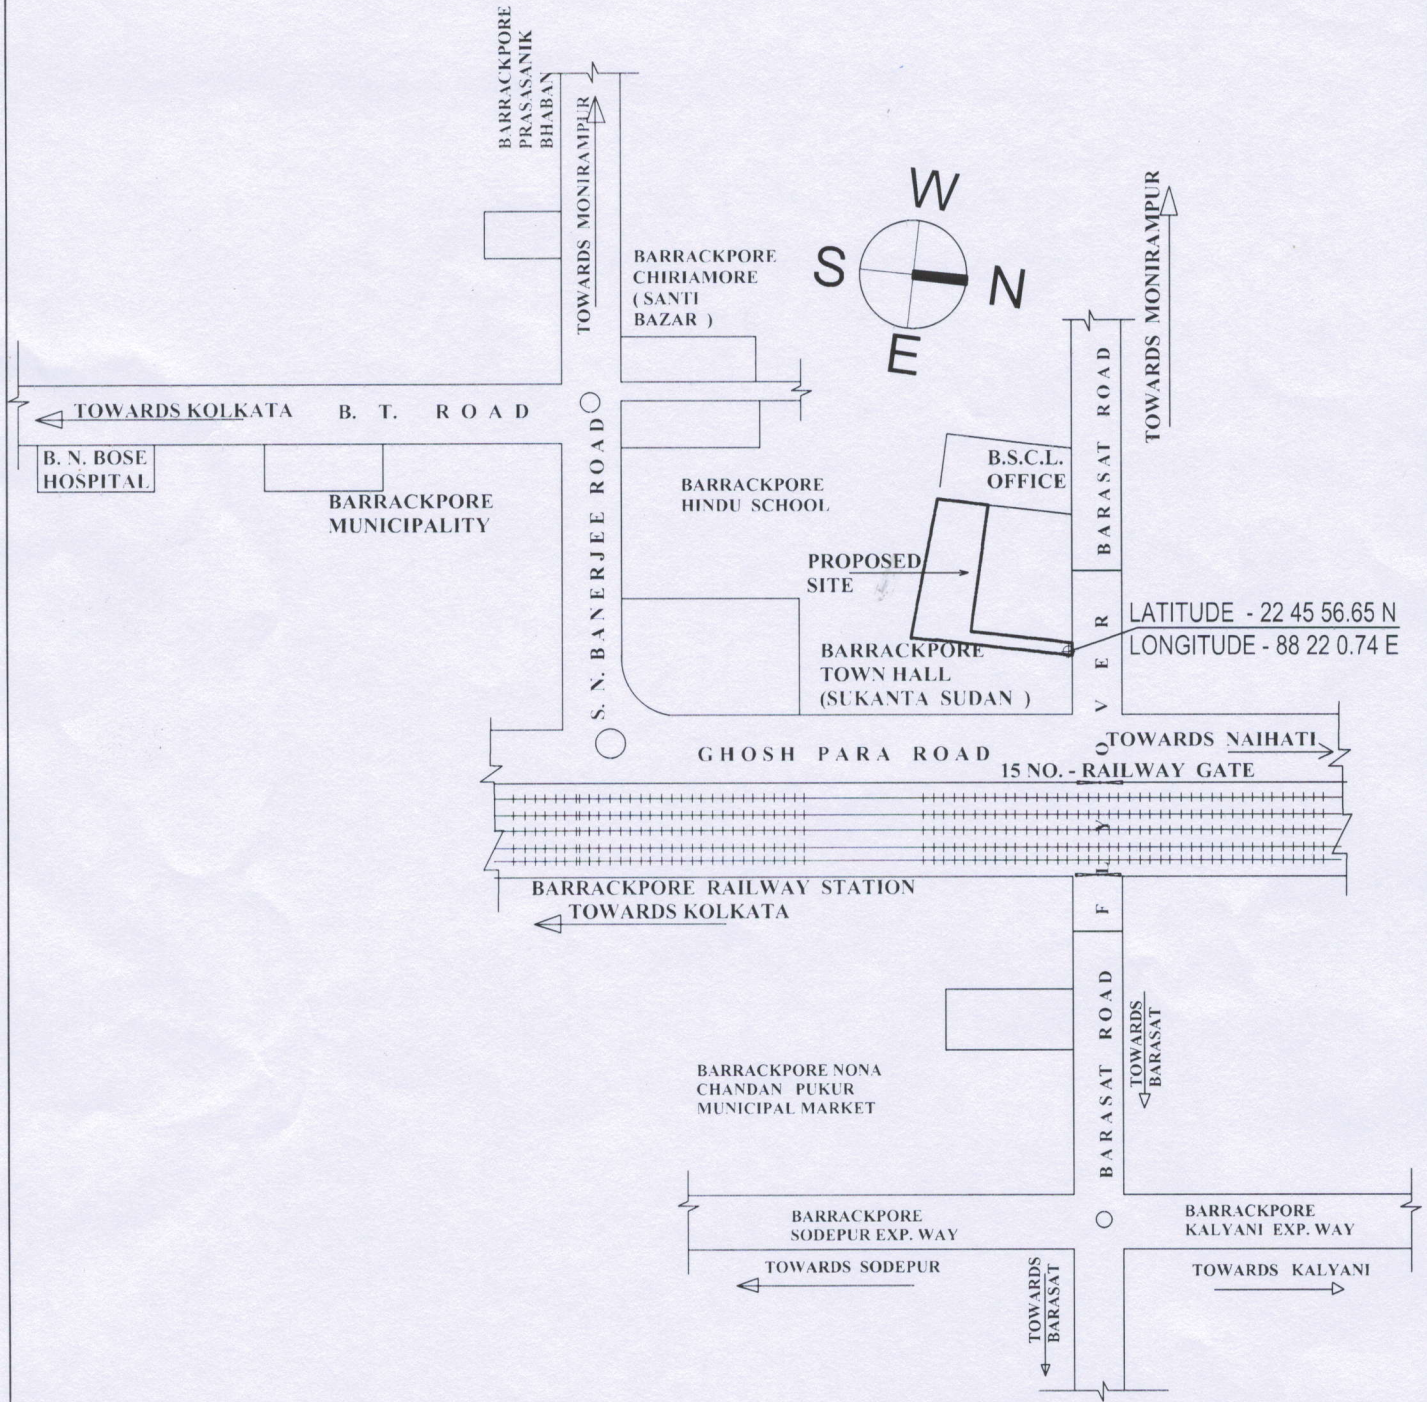 BARRACKPORE
PRASASANIK
BHABAN
TOWARDS MONIRAMPUR
BARRACKPORE
CHIRIAMORE
( SANTI
BAZAR )
W
S
N
E
TOWARDS MONIRAMPUR
TOWARDS KOLKATA
B. T. ROAD
B. N. BOSE
HOSPITAL
BARRACKPORE
MUNICIPALITY
S. N. BANERJEE ROAD
BARRACKPORE
HINDU SCHOOL
B.S.C.L.
OFFICE
BARASAT ROAD
PROPOSED
SITE
LATITUDE - 22 45 56.65 N
LONGITUDE - 88 22 0.74 E
BARRACKPORE
TOWN HALL
(SUKANTA SUDAN )
FLY OVER
GHOSH PARA ROAD
TOWARDS NAIHATI
15 NO. - RAILWAY GATE
BARRACKPORE RAILWAY STATION
TOWARDS KOLKATA
BARASAT ROAD
TOWARDS
BARASAT
BARRACKPORE NONA
CHANDAN PUKUR
MUNICIPAL MARKET
BARRACKPORE
SODEPUR EXP. WAY
TOWARDS SODEPUR
BARRACKPORE
KALYANI EXP. WAY
TOWARDS KALYANI
TOWARDS
BARASAT